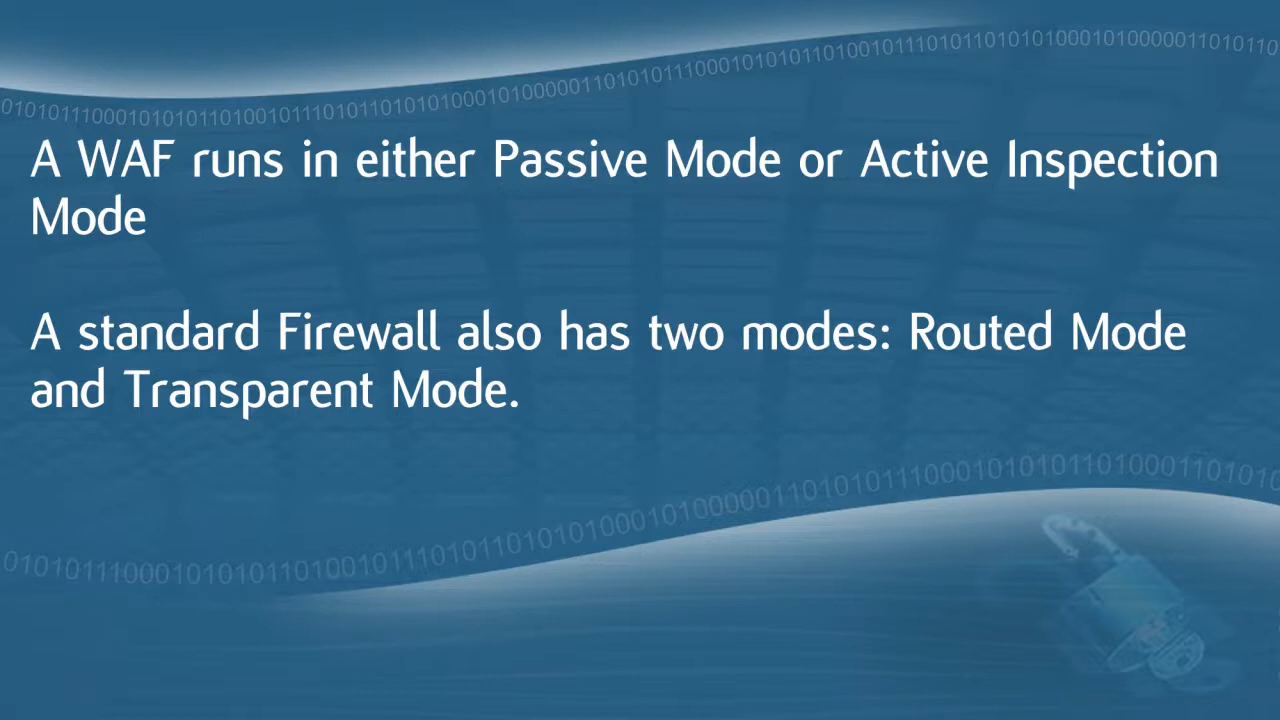 A WAF runs in either Passive Mode or Active Inspection
Mode
A standard Firewall also has two modes: Routed Mode
and Transparent Mode.